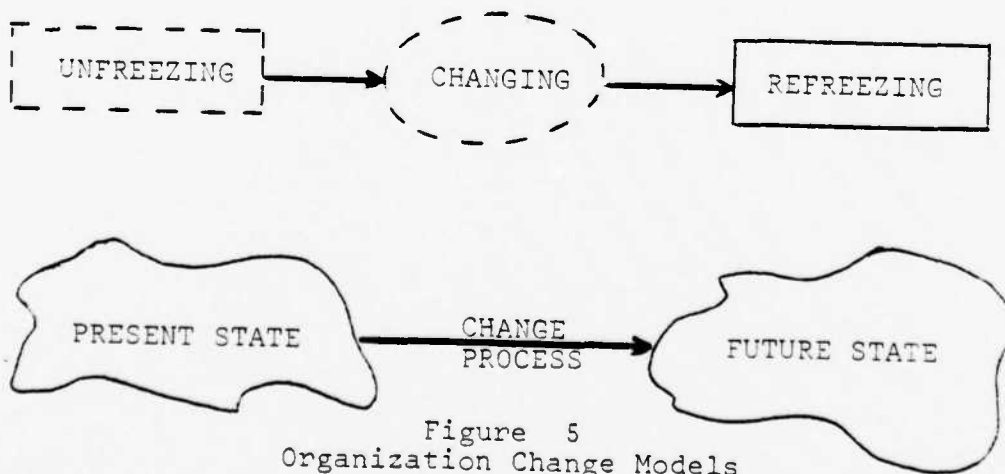 UNFREEZING CHANGING REFREEZING
PRESENT STATE CHANGE PROCESS FUTURE STATE
Figure 5
Organization Change Models